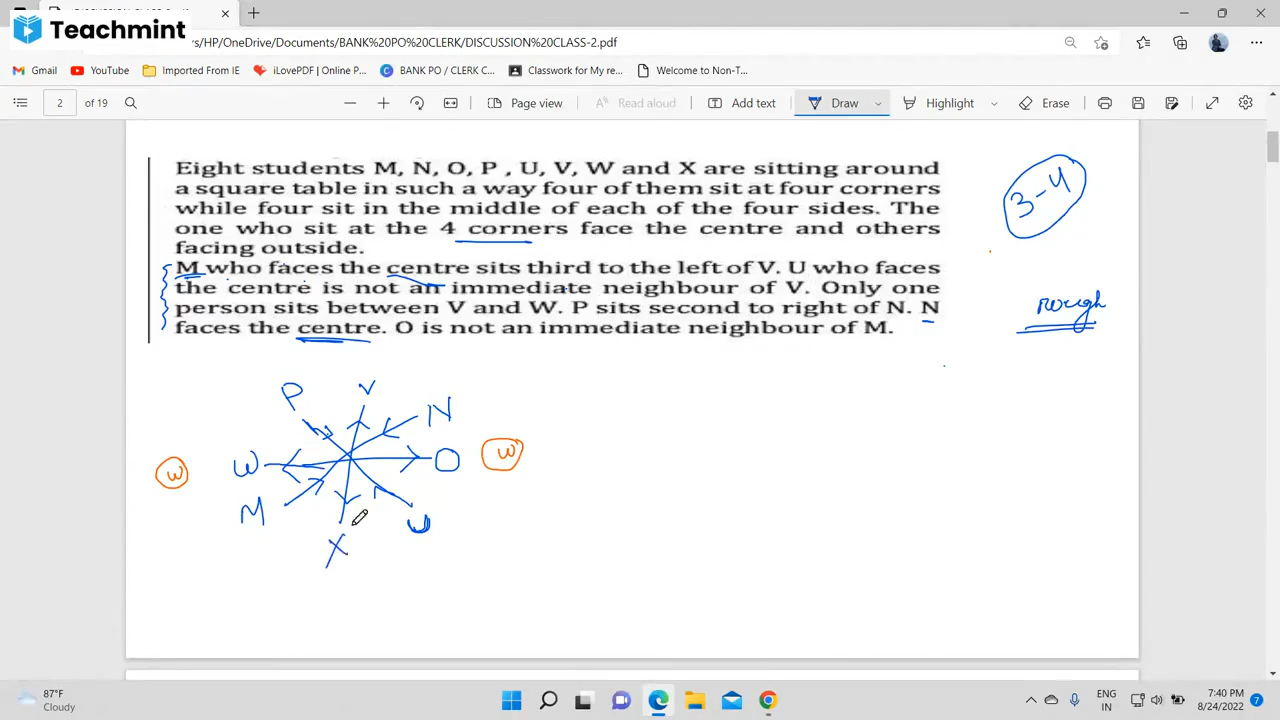 Teachmint
rs/HP/OneDrive/Documents/BANK%20PO%20CLERK/DISCUSSION%20CLASS-2.pdf
Gmail YouTube Imported From IE iLovePDF | Online P... BANK PO / CLERK C... Classwork for My re... Welcome to Non-T...
2 of 19 Page view Read aloud Add text Draw Highlight Erase
Eight students M, N, O, P , U, V, W and X are sitting around
a square table in such a way four of them sit at four corners
while four sit in the middle of each of the four sides. The
one who sit at the 4 corners face the centre and others
facing outside.
M who faces the centre sits third to the left of V. U who faces
the centre is not an immediate neighbour of V. Only one
person sits between V and W. P sits second to right of N. N
faces the centre. O is not an immediate neighbour of M.
3-4
rough
P V N
W O W W
M U
X
87°F
Cloudy
ENG
IN
7:40 PM
8/24/2022
7